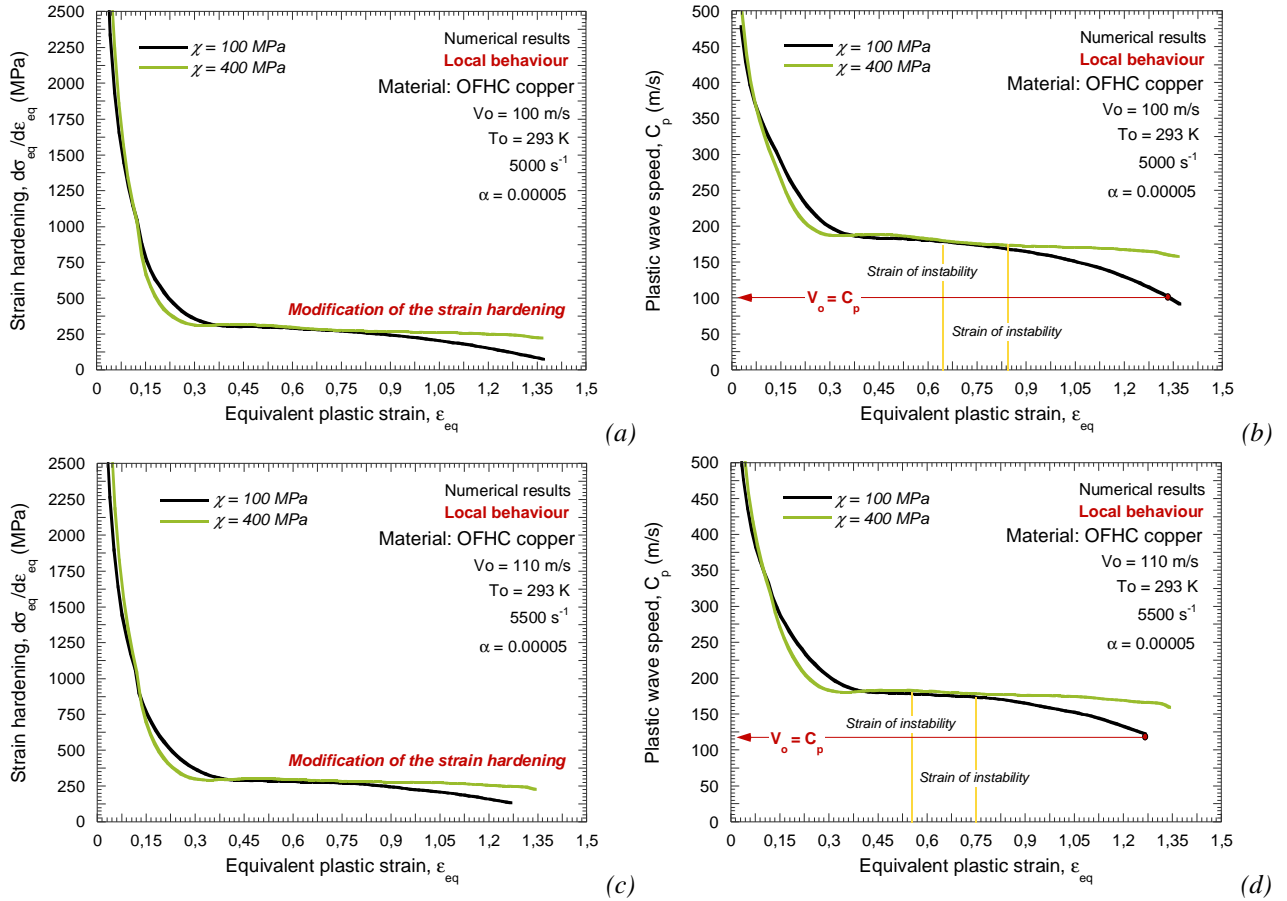 2500
2250
2000
1750
1500
1250
1000
750
500
250
0
Strain hardening, dσeq/dεeq (MPa)
χ = 100 MPa
χ = 400 MPa
Numerical results
Local behaviour
Material: OFHC copper
Vo = 100 m/s
To = 293 K
5000 s-1
α = 0.00005
Modification of the strain hardening
0 0,15 0,3 0,45 0,6 0,75 0,9 1,05 1,2 1,35 1,5
Equivalent plastic strain, εeq
(a)
500
450
400
350
300
250
200
150
100
50
0
Plastic wave speed, Cp (m/s)
χ = 100 MPa
χ = 400 MPa
Numerical results
Local behaviour
Material: OFHC copper
Vo = 100 m/s
To = 293 K
5000 s-1
α = 0.00005
Strain of instability
Vo = Cp
Strain of instability
0 0,15 0,3 0,45 0,6 0,75 0,9 1,05 1,2 1,35 1,5
Equivalent plastic strain, εeq
(b)
2500
2250
2000
1750
1500
1250
1000
750
500
250
0
Strain hardening, dσeq/dεeq (MPa)
χ = 100 MPa
χ = 400 MPa
Numerical results
Local behaviour
Material: OFHC copper
Vo = 110 m/s
To = 293 K
5500 s-1
α = 0.00005
Modification of the strain hardening
0 0,15 0,3 0,45 0,6 0,75 0,9 1,05 1,2 1,35 1,5
Equivalent plastic strain, εeq
(c)
500
450
400
350
300
250
200
150
100
50
0
Plastic wave speed, Cp (m/s)
χ = 100 MPa
χ = 400 MPa
Numerical results
Local behaviour
Material: OFHC copper
Vo = 110 m/s
To = 293 K
5500 s-1
α = 0.00005
Strain of instability
Vo = Cp
Strain of instability
0 0,15 0,3 0,45 0,6 0,75 0,9 1,05 1,2 1,35 1,5
Equivalent plastic strain, εeq
(d)